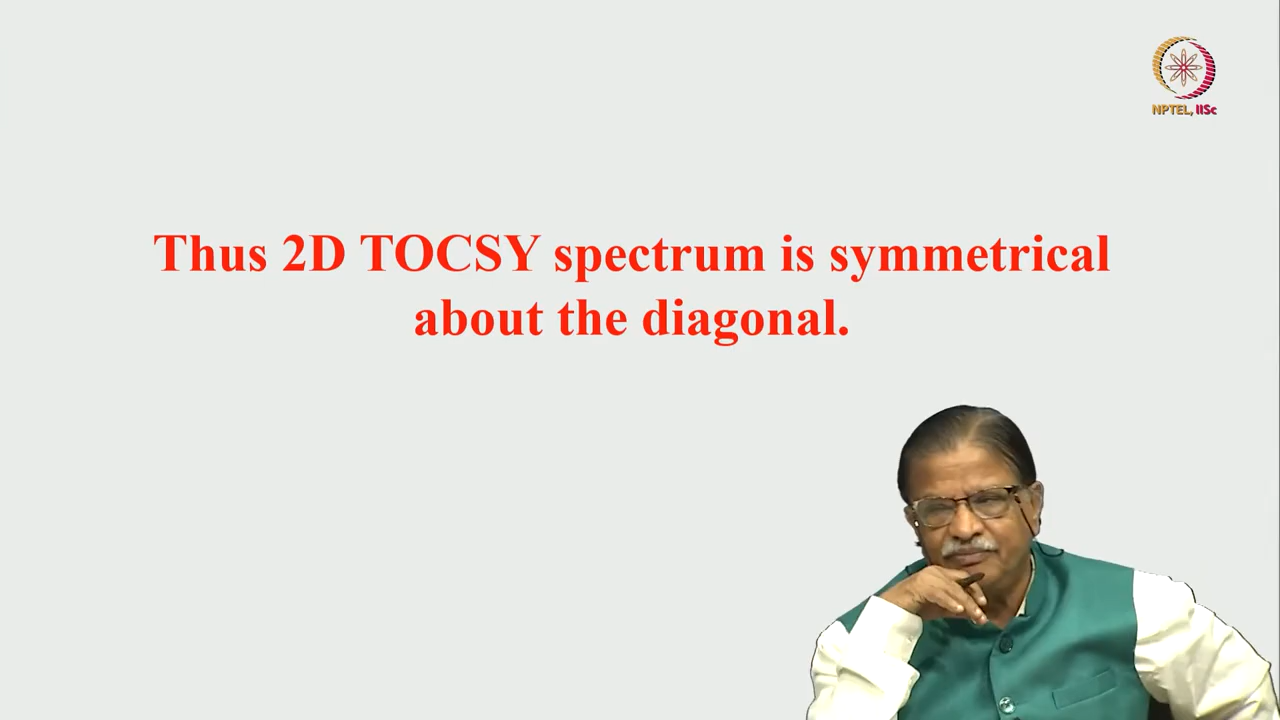 NPTEL, IISc
Thus 2D TOCSY spectrum is symmetrical
about the diagonal.